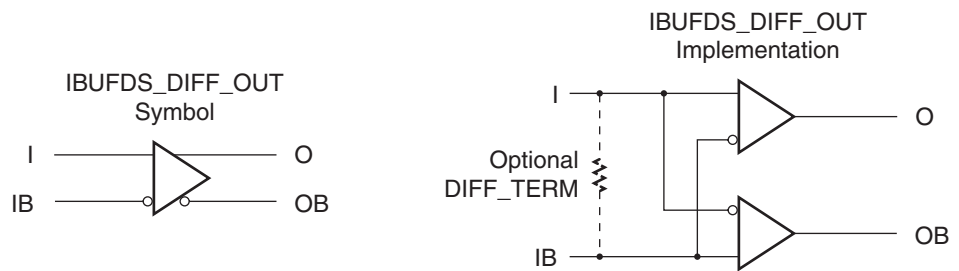 IBUFDS_DIFF_OUT
Symbol
I
O
IB
OB
IBUFDS_DIFF_OUT
Implementation
I
O
Optional
DIFF_TERM
IB
OB